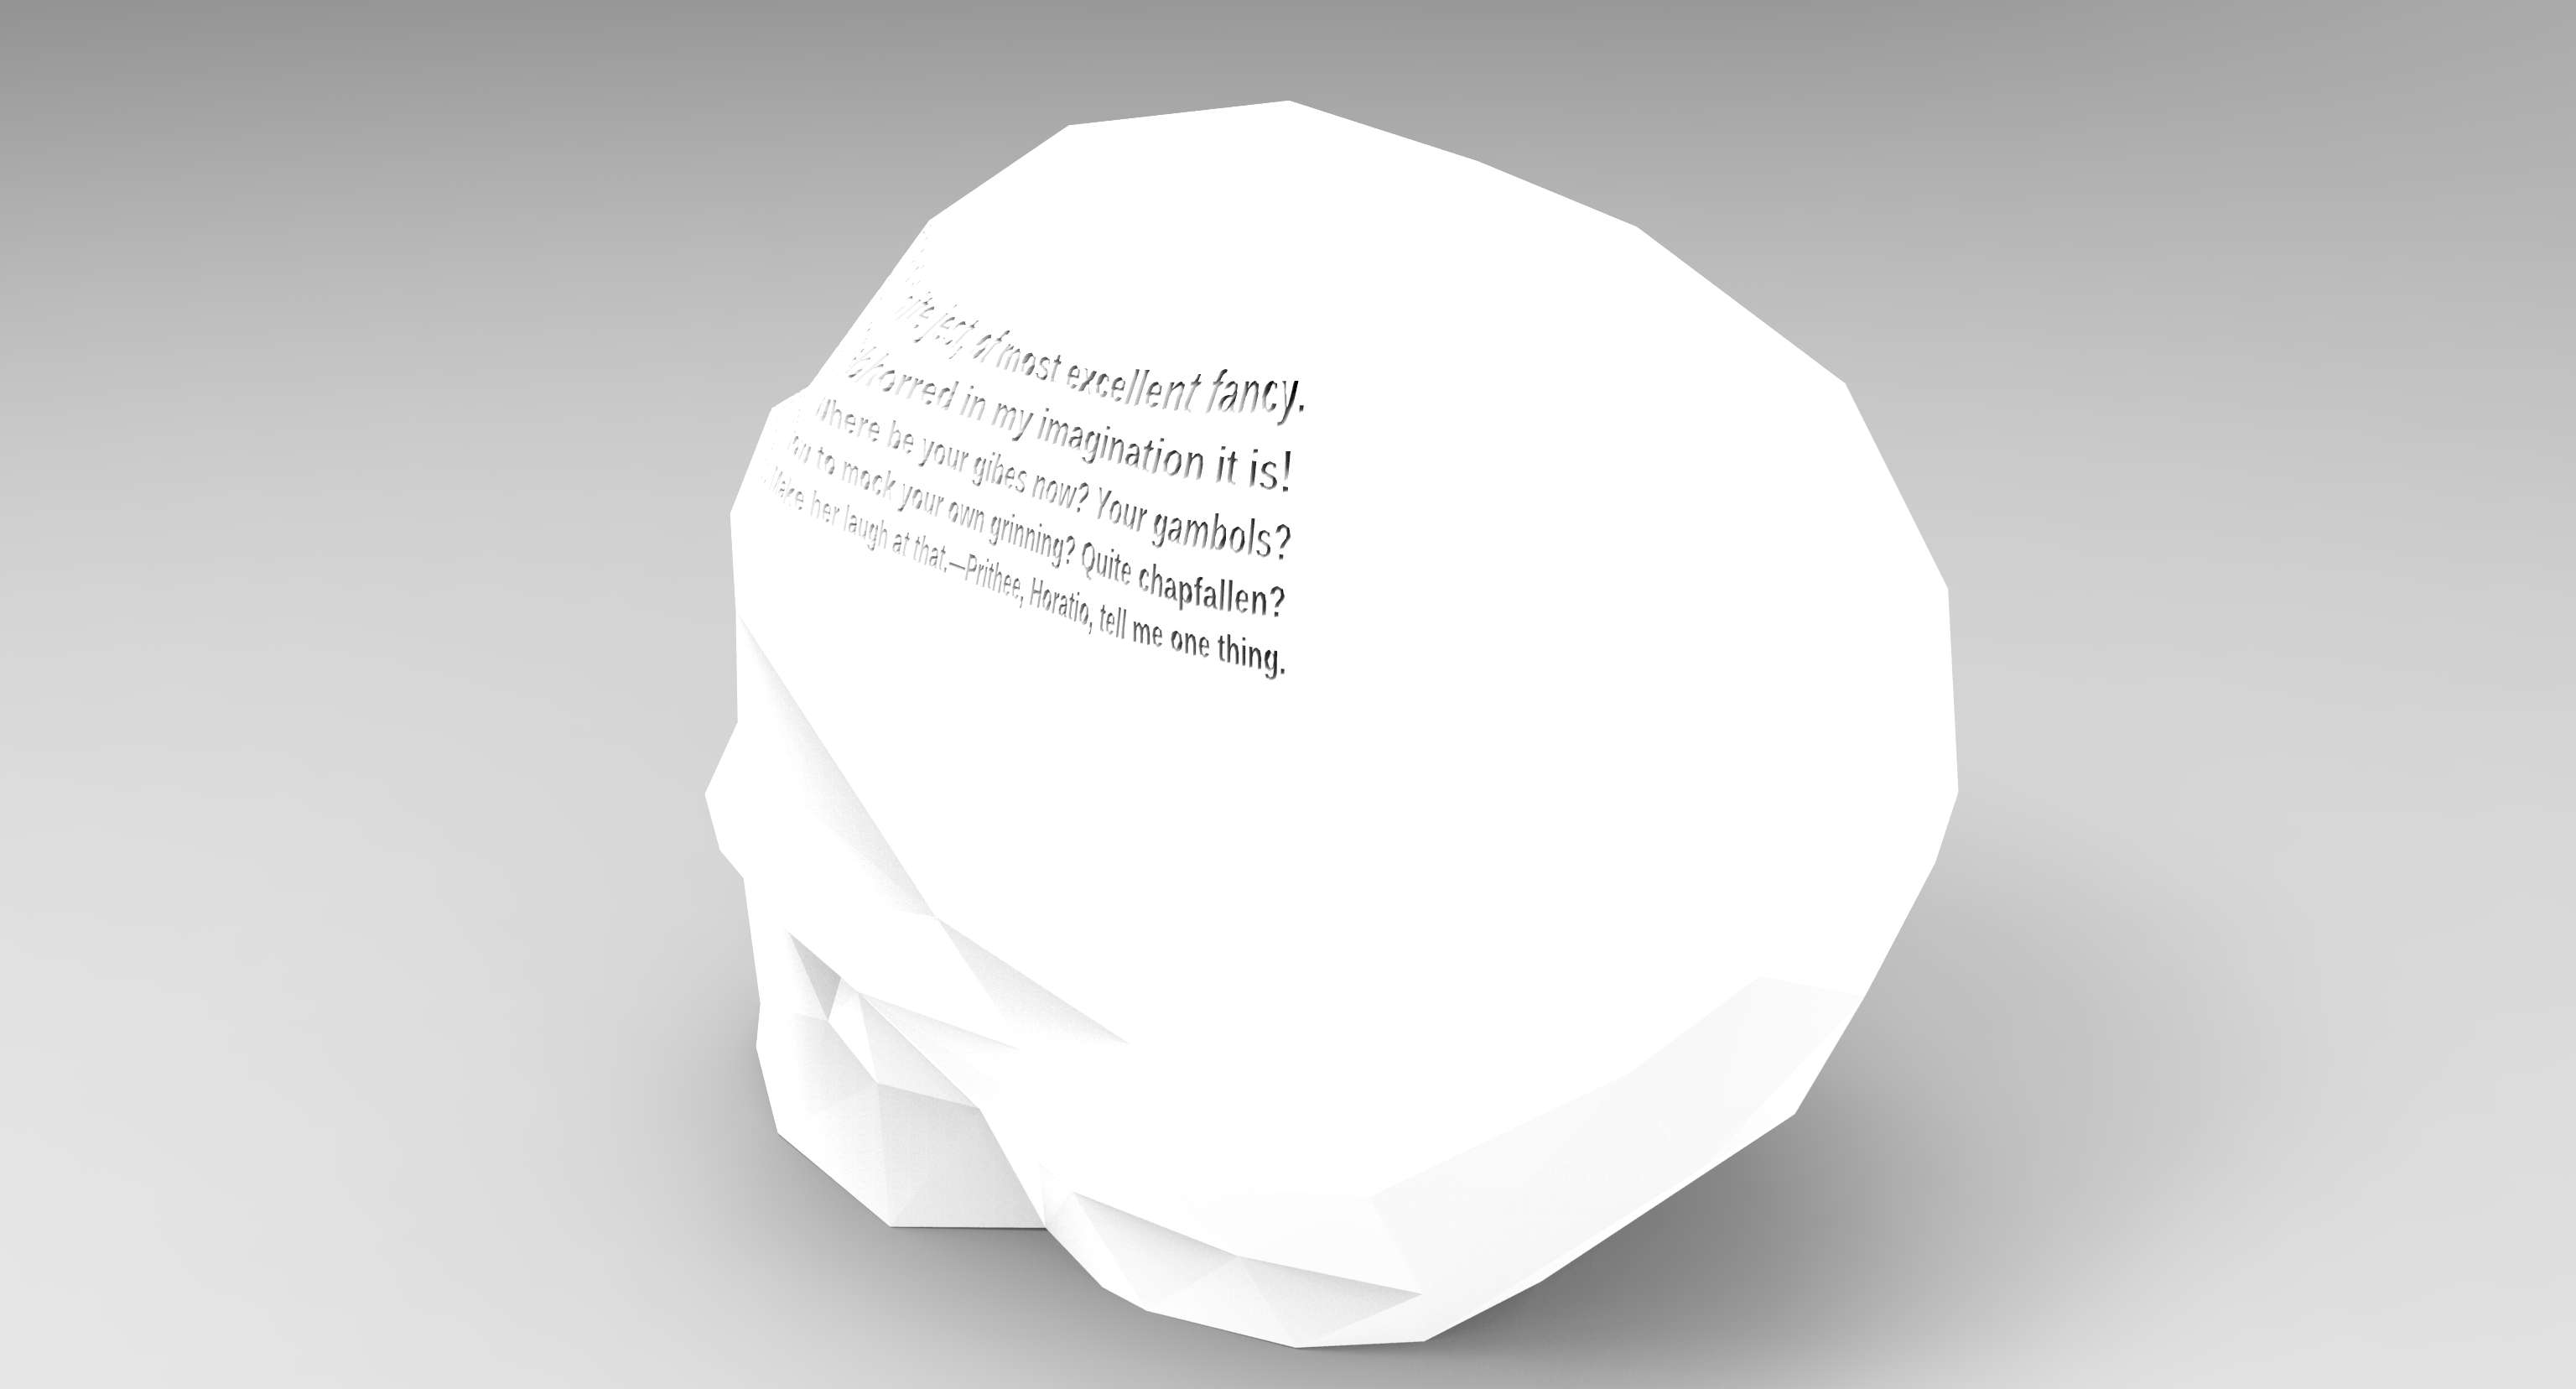 jest, of most excellent fancy.
abhorred in my imagination it is!
Where be your gibes now? Your gambols?
to mock your own grinning? Quite chapfallen?
Make her laugh at that.—Prithee, Horatio, tell me one thing.